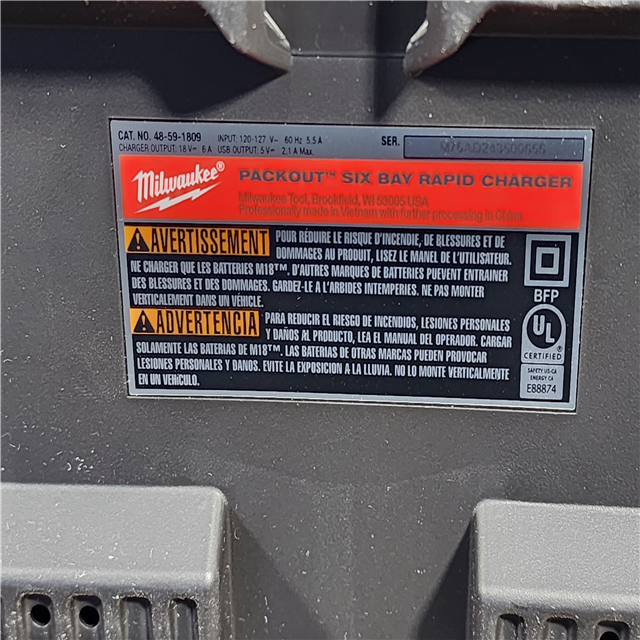 CAT. NO. 48-59-1809 INPUT: 120-127 V~ 60 Hz 5.5 A SER.
CHARGER OUTPUT: 18 V⎓ 6 A USB OUTPUT: 5 V⎓ 2.1 A Max.
Milwaukee® PACKOUT™ SIX BAY RAPID CHARGER
Milwaukee Tool, Brookfield, WI 53005 USA
Professionally made in Vietnam with further processing in China
AVERTISSEMENT POUR RÉDUIRE LE RISQUE D'INCENDIE, DE BLESSURES ET DE
DOMMAGES AU PRODUIT, LISEZ LE MANEL DE L'UTILISATEUR.
NE CHARGER QUE LES BATTERIES M18™. D'AUTRES MARQUES DE BATTERIES PUEVENT ENTRAINER
DES BLESSURES ET DES DOMMAGES. GARDEZ-LE A L'ARBIDES INTEMPERIES. NE PAS MONTER
VERTICALEMENT DANS UN VÉHICLE.
ADVERTENCIA PARA REDUCIR EL RIESGO DE INCENDIOS, LESIONES PERSONALES
Y DAÑOS AL PRODUCTO, LEA EL MANUAL DEL OPERADOR. CARGAR
SOLAMENTE LAS BATERIAS DE M18™. LAS BATERIAS DE OTRAS MARCAS PUEDEN PROVOCAR
LESIONES PERSONALES Y DANOS. EVITE LA EXPOSICIÓN A LA LLUVIA. NO LO MONTE VERTICALMENTE
EN UN VEHÍCULO.
BFP
UL
CERTIFIED
SAFETY: US-CA
ENERGY: CA
E88874